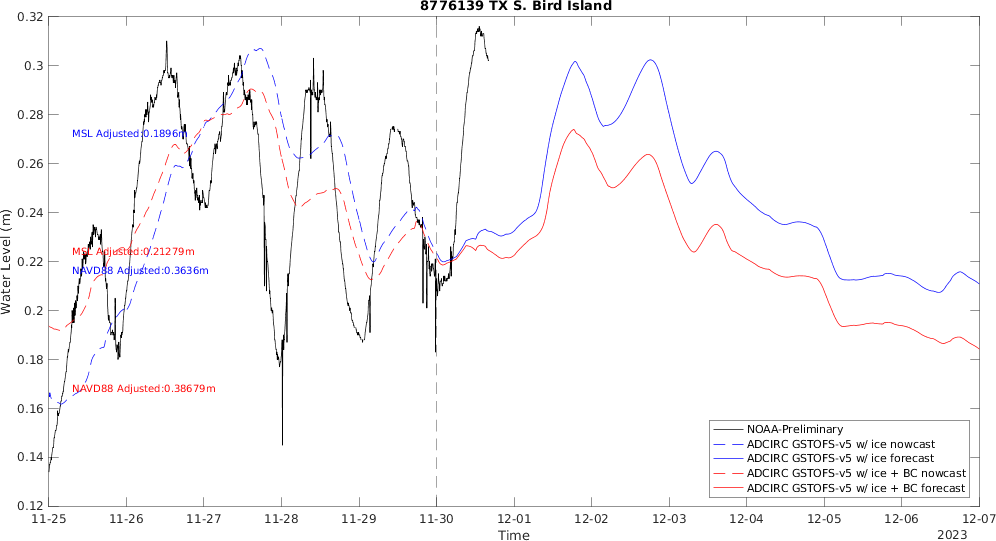 8776139 TX S. Bird Island
Water Level (m)
0.32
0.3
0.28
0.26
0.24
0.22
0.2
0.18
0.16
0.14
0.12
MSL Adjusted:0.1896m
MSL Adjusted:0.21279m
NAVD88 Adjusted:0.3636m
NAVD88 Adjusted:0.38679m
NOAA-Preliminary
ADCIRC GSTOFS-v5 w/ ice nowcast
ADCIRC GSTOFS-v5 w/ ice forecast
ADCIRC GSTOFS-v5 w/ ice + BC nowcast
ADCIRC GSTOFS-v5 w/ ice + BC forecast
11-25 11-26 11-27 11-28 11-29 11-30 12-01 12-02 12-03 12-04 12-05 12-06 12-07
Time
2023